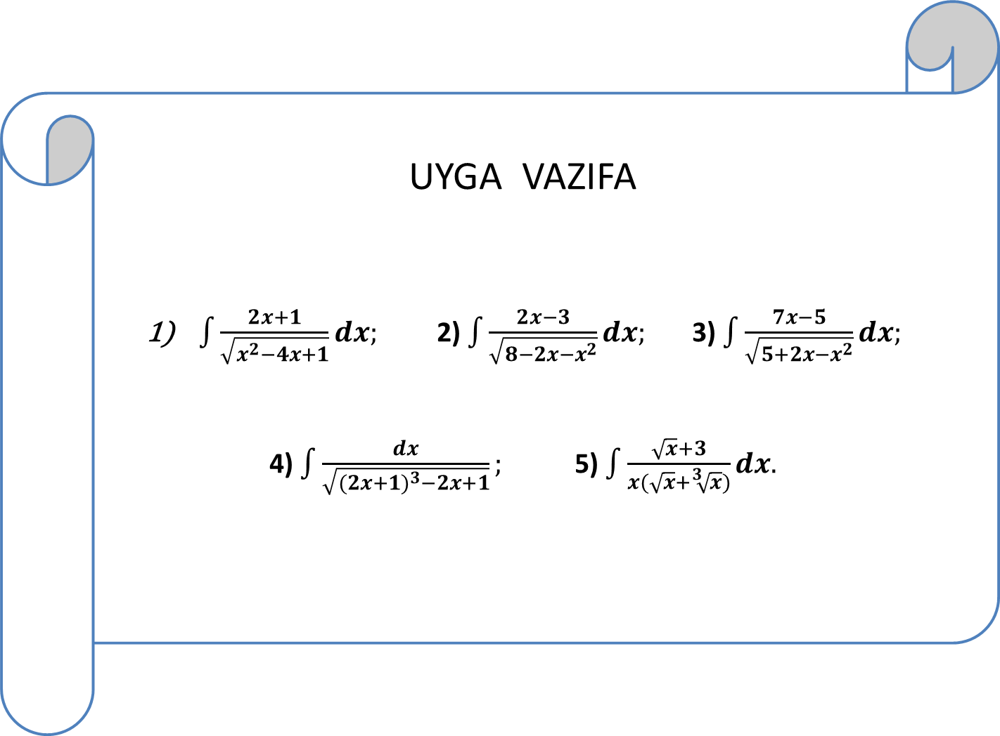 UYGA VAZIFA
1) ∫ (2x+1)/√(x²−4x+1) dx; 2) ∫ (2x−3)/√(8−2x−x²) dx; 3) ∫ (7x−5)/√(5+2x−x²) dx;
4) ∫ dx/√((2x+1)³−2x+1) ; 5) ∫ (√x+3)/(x(√x+∛x)) dx.